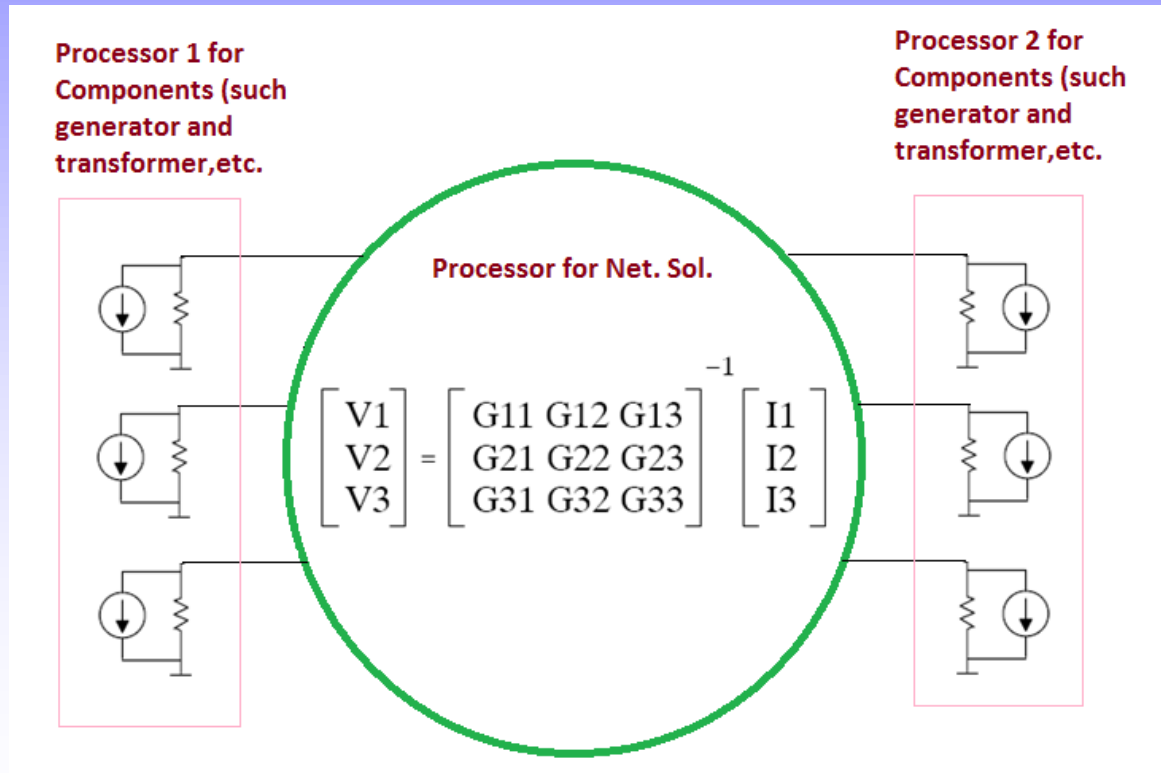 Processor 1 for
Components (such
generator and
transformer,etc.
Processor 2 for
Components (such
generator and
transformer,etc.
Processor for Net. Sol.
V1
V2
V3
=
G11 G12 G13
G21 G22 G23
G31 G32 G33
−1
I1
I2
I3